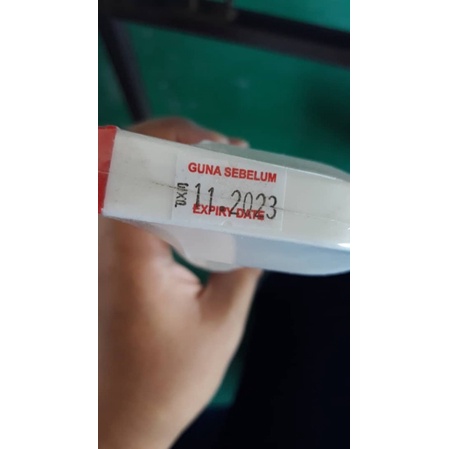 GUNA SEBELUM
11.2023
EXPIRY DATE